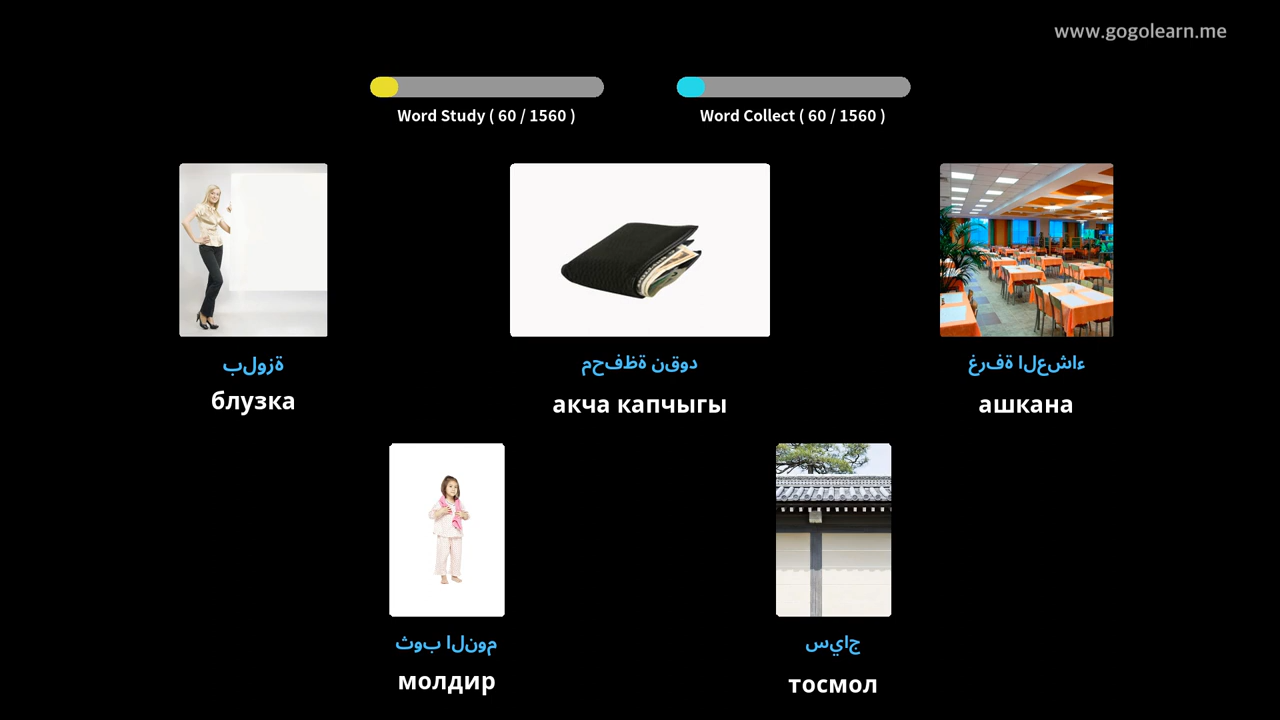 www.gogolearn.me
Word Study ( 60 / 1560 )
Word Collect ( 60 / 1560 )
بلوزة
блузка
محفظة نقود
акча капчыгы
غرفة العشاء
ашкана
ثوب النوم
молдир
سياج
тосмол